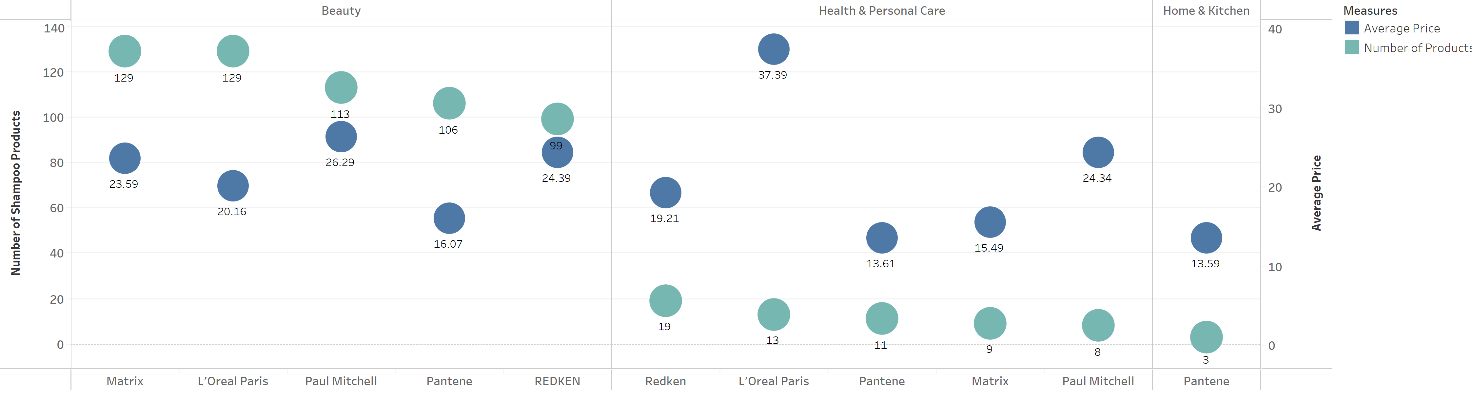 Beauty
Health & Personal Care
Home & Kitchen
Measures
Average Price
Number of Products
Number of Shampoo Products
140
120
100
80
60
40
20
0
129
129
113
106
99
23.59
20.16
26.29
16.07
24.39
37.39
19.21
13.61
15.49
24.34
13.59
19
13
11
9
8
3
40
30
20
10
0
Average Price
Matrix
L'Oreal Paris
Paul Mitchell
Pantene
REDKEN
Redken
L'Oreal Paris
Pantene
Matrix
Paul Mitchell
Pantene